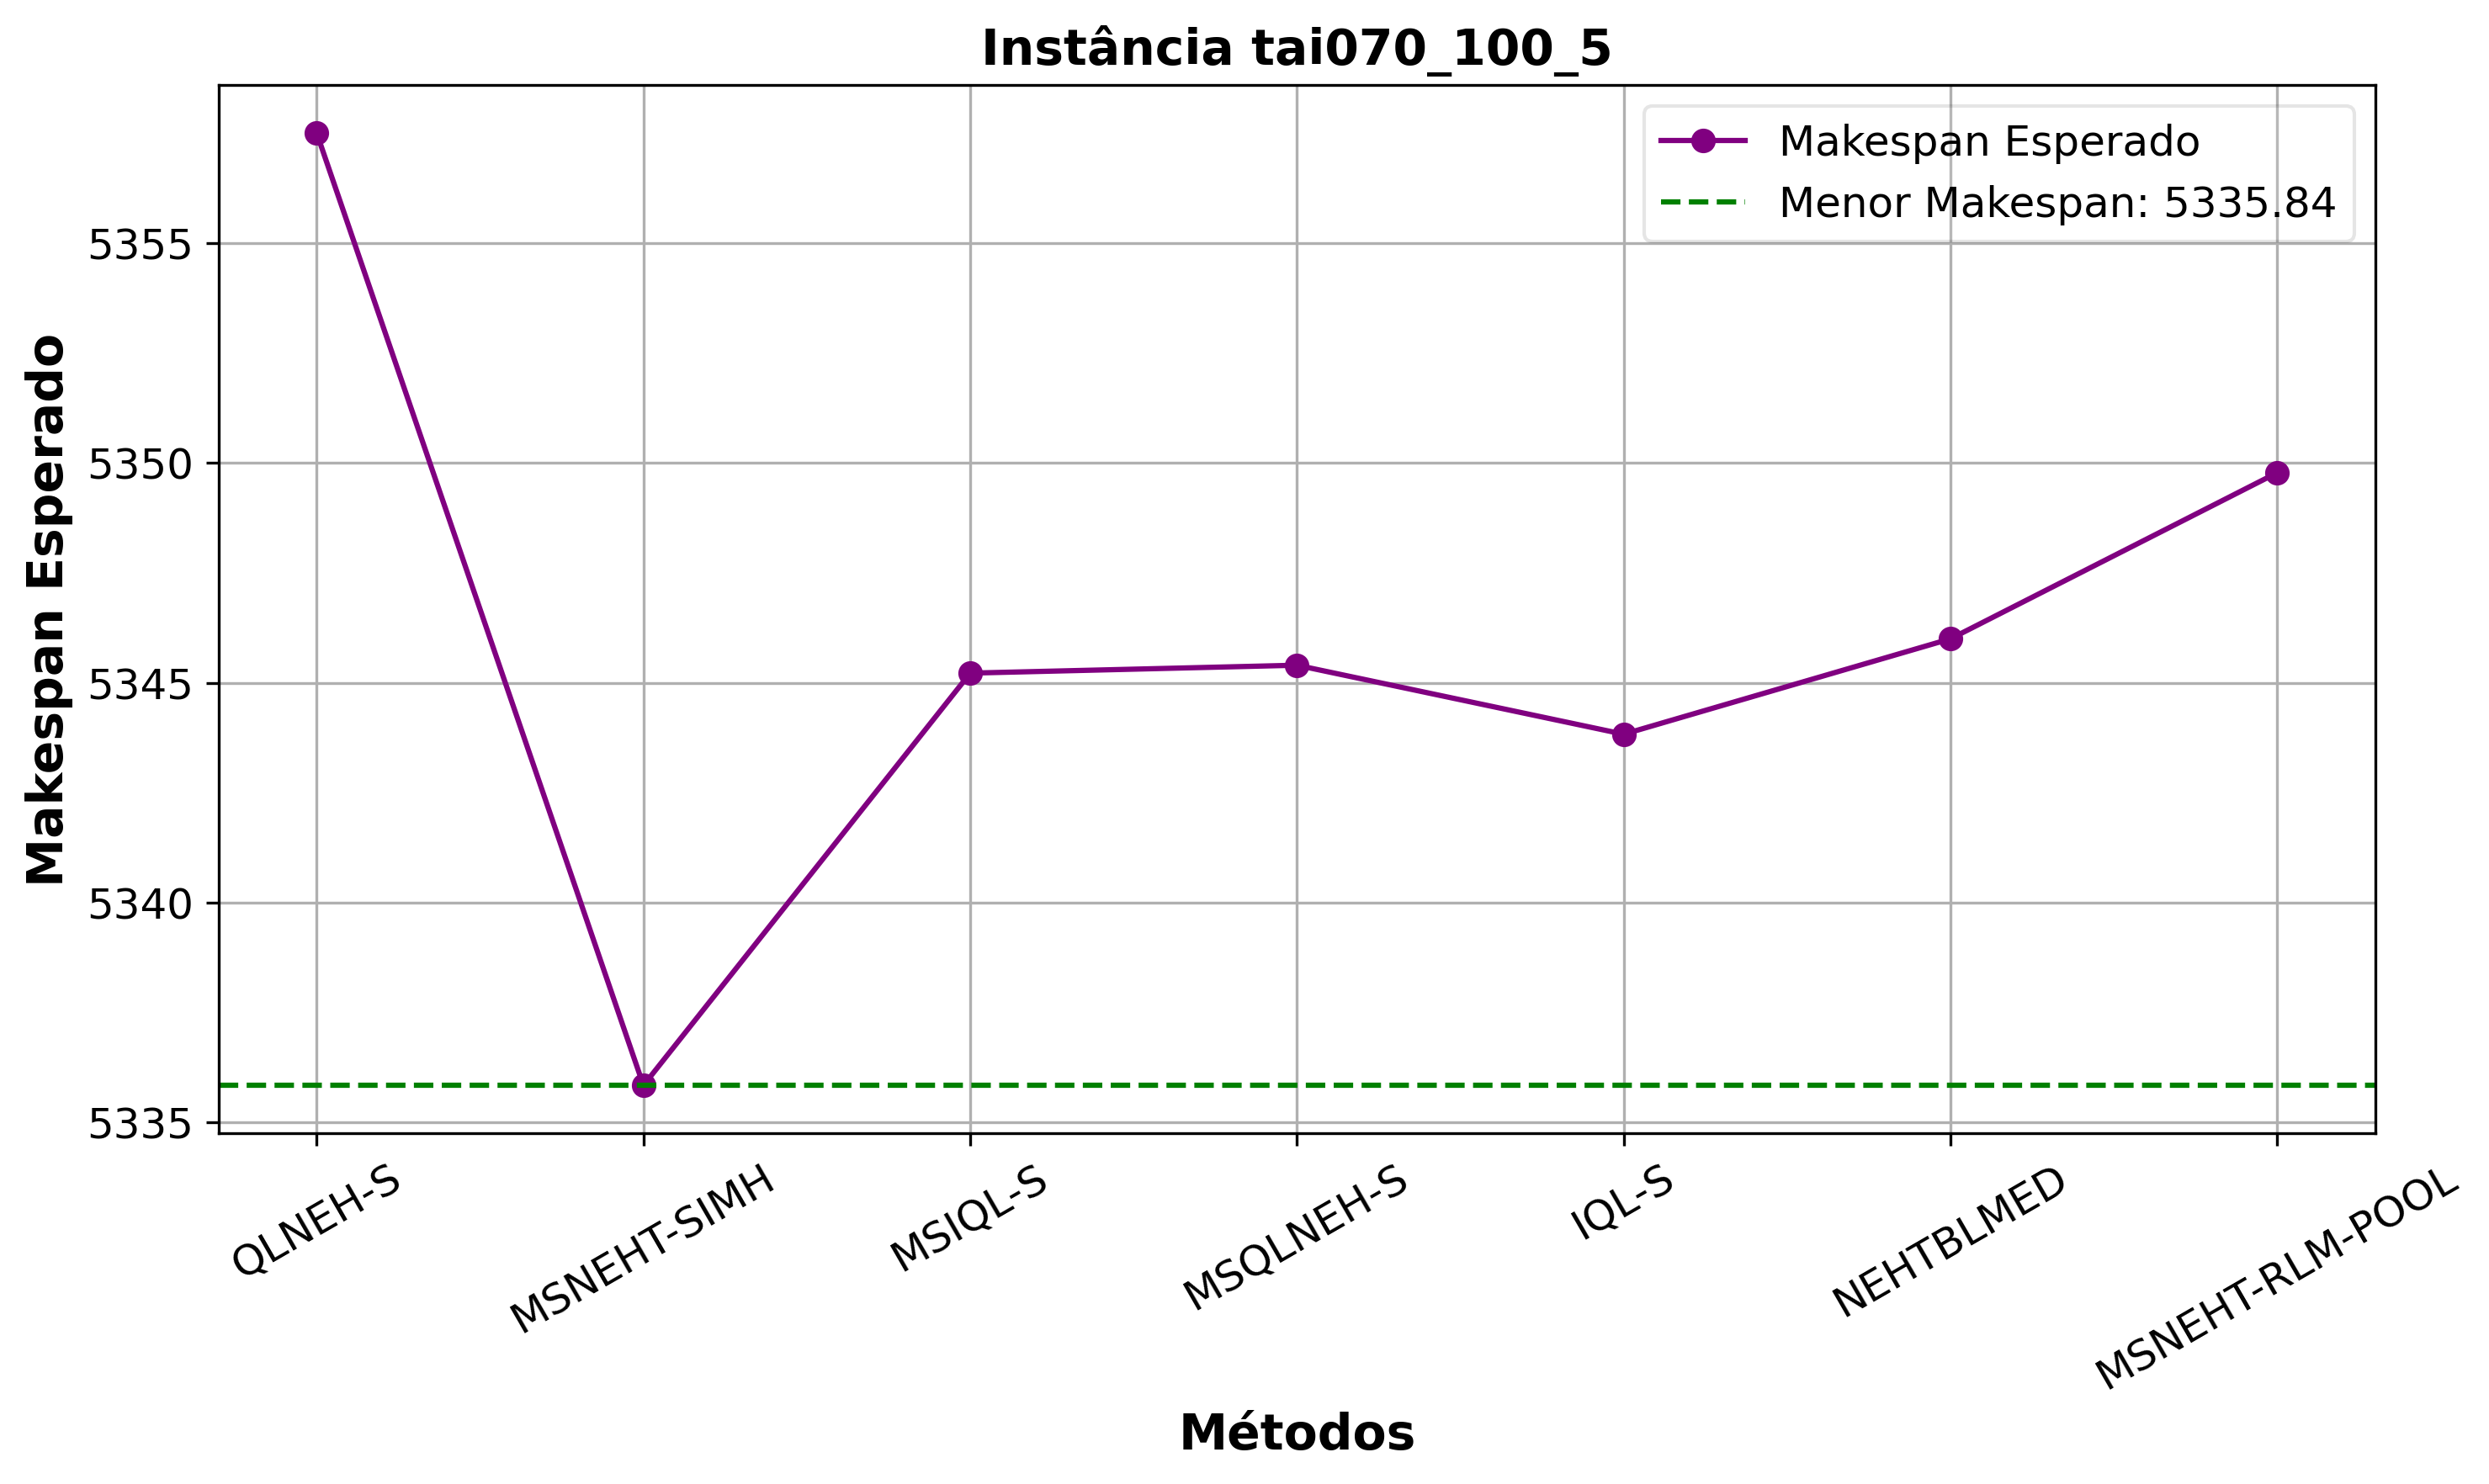 Instância tai070_100_5
Makespan Esperado
Menor Makespan: 5335.84
Makespan Esperado
5355
5350
5345
5340
5335
QLNEH-S
MSNEHT-SIMH
MSIQL-S
MSQLNEH-S
IQL-S
NEHTBLMED
MSNEHT-RLM-POOL
Métodos